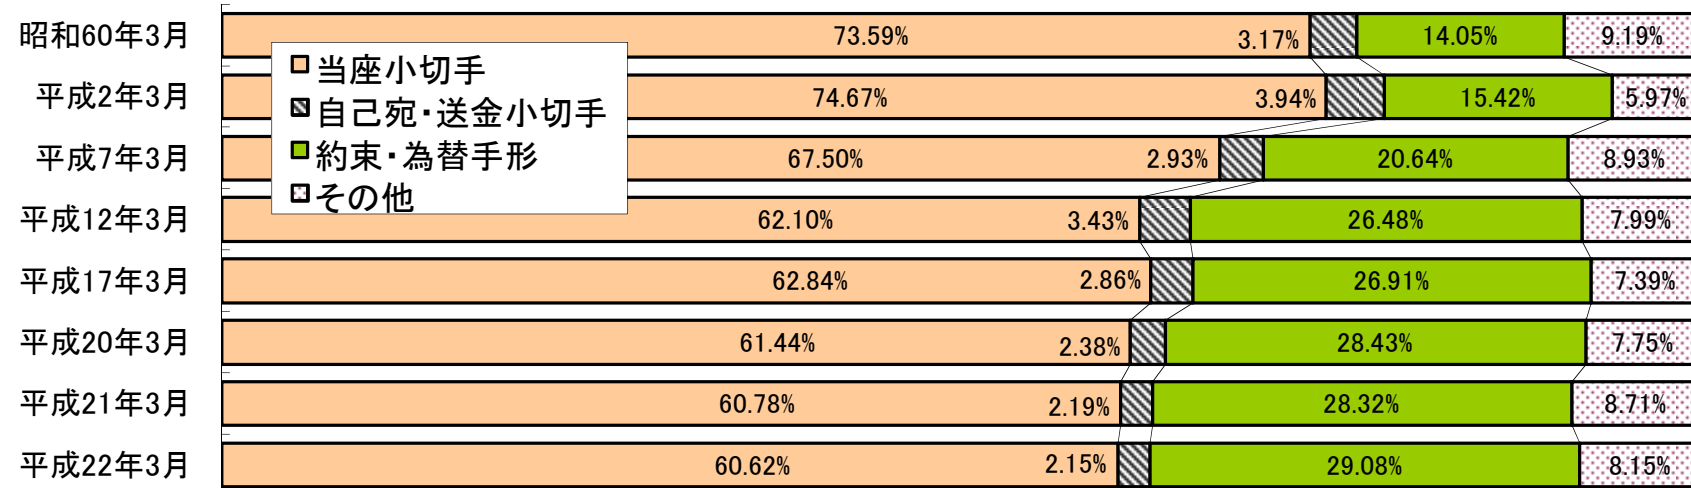 昭和60年3月 73.59% 3.17% 14.05% 9.19%
平成2年3月 74.67% 3.94% 15.42% 5.97%
平成7年3月 67.50% 2.93% 20.64% 8.93%
平成12年3月 62.10% 3.43% 26.48% 7.99%
平成17年3月 62.84% 2.86% 26.91% 7.39%
平成20年3月 61.44% 2.38% 28.43% 7.75%
平成21年3月 60.78% 2.19% 28.32% 8.71%
平成22年3月 60.62% 2.15% 29.08% 8.15%
当座小切手
自己宛・送金小切手
約束・為替手形
その他